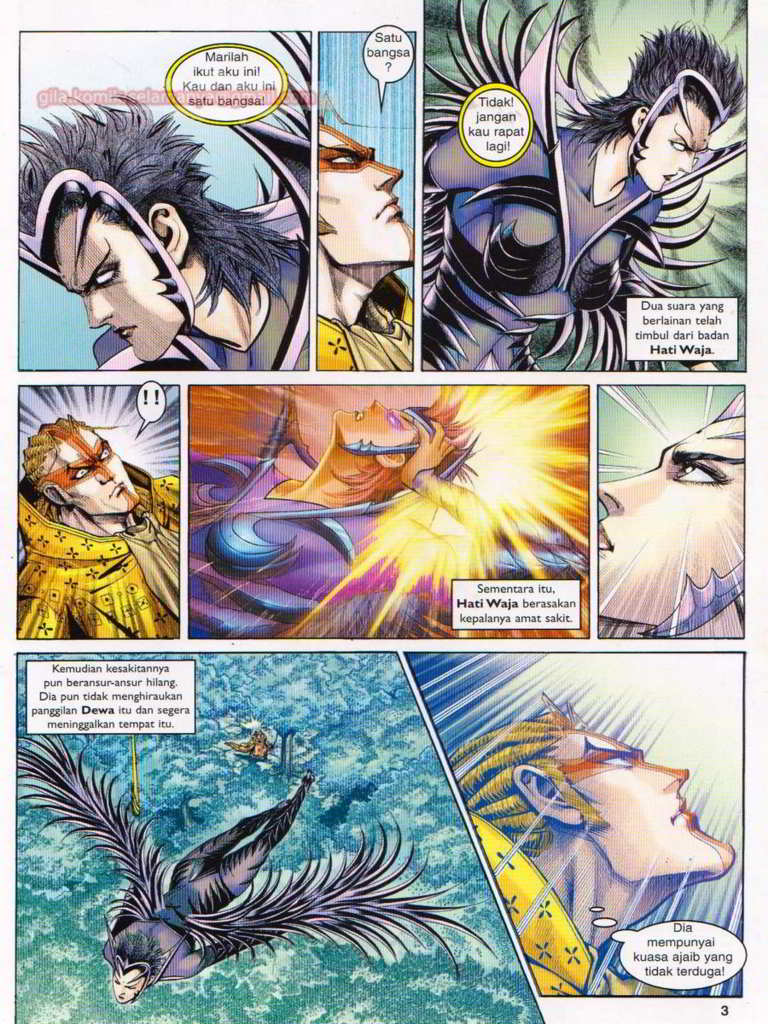 Marilah
ikut aku ini!
Kau dan aku ini
satu bangsa!
Satu
bangsa
?
Tidak!
jangan
kau rapat
lagi!
Dua suara yang
berlainan telah
timbul dari badan
Hati Waja.
!!
Sementara itu,
Hati Waja berasakan
kepalanya amat sakit.
Kemudian kesakitannya
pun beransur-ansur hilang.
Dia pun tidak menghiraukan
panggilan Dewa itu dan segera
meninggalkan tempat itu.
Dia
mempunyai
kuasa ajaib yang
tidak terduga!
3